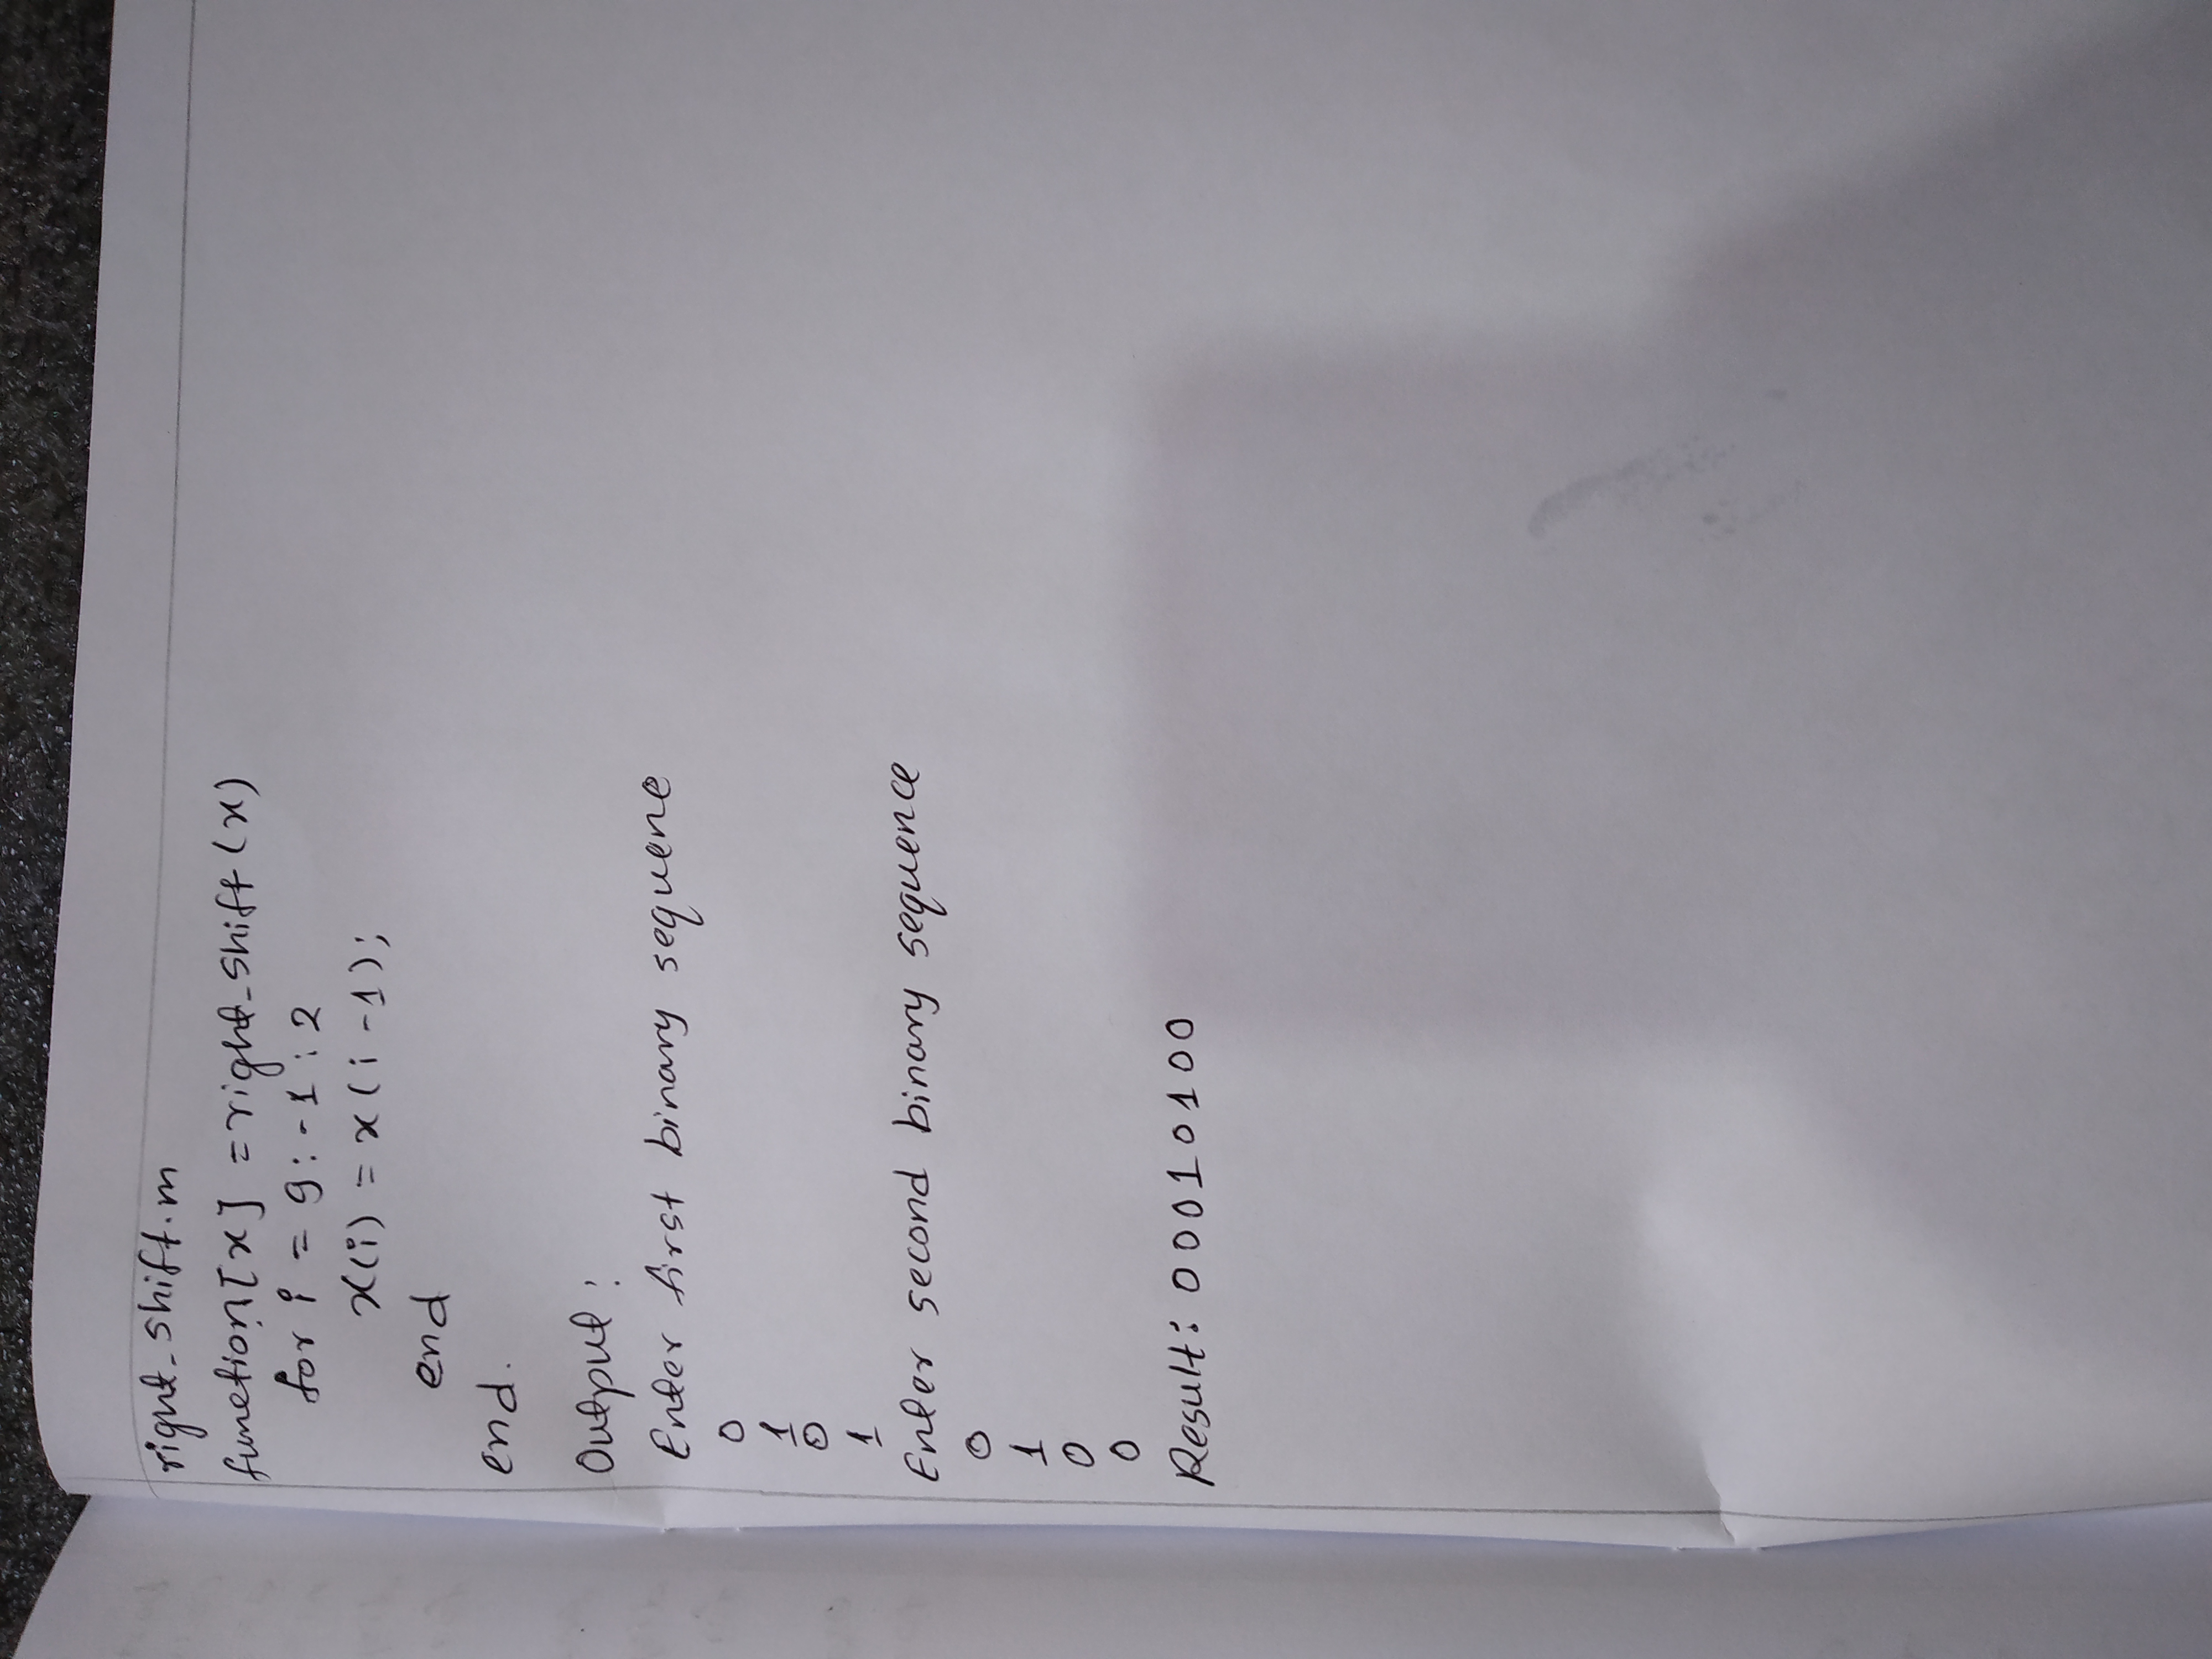 right_shift.m
function[x] = right_shift(x)
for i = 9:-1:2
x(i) = x(i-1);
end
end.
Output:
Enter first binary sequene
0
1
0
1
Enter second binary sequence
0
1
0
0
Result: 00010100